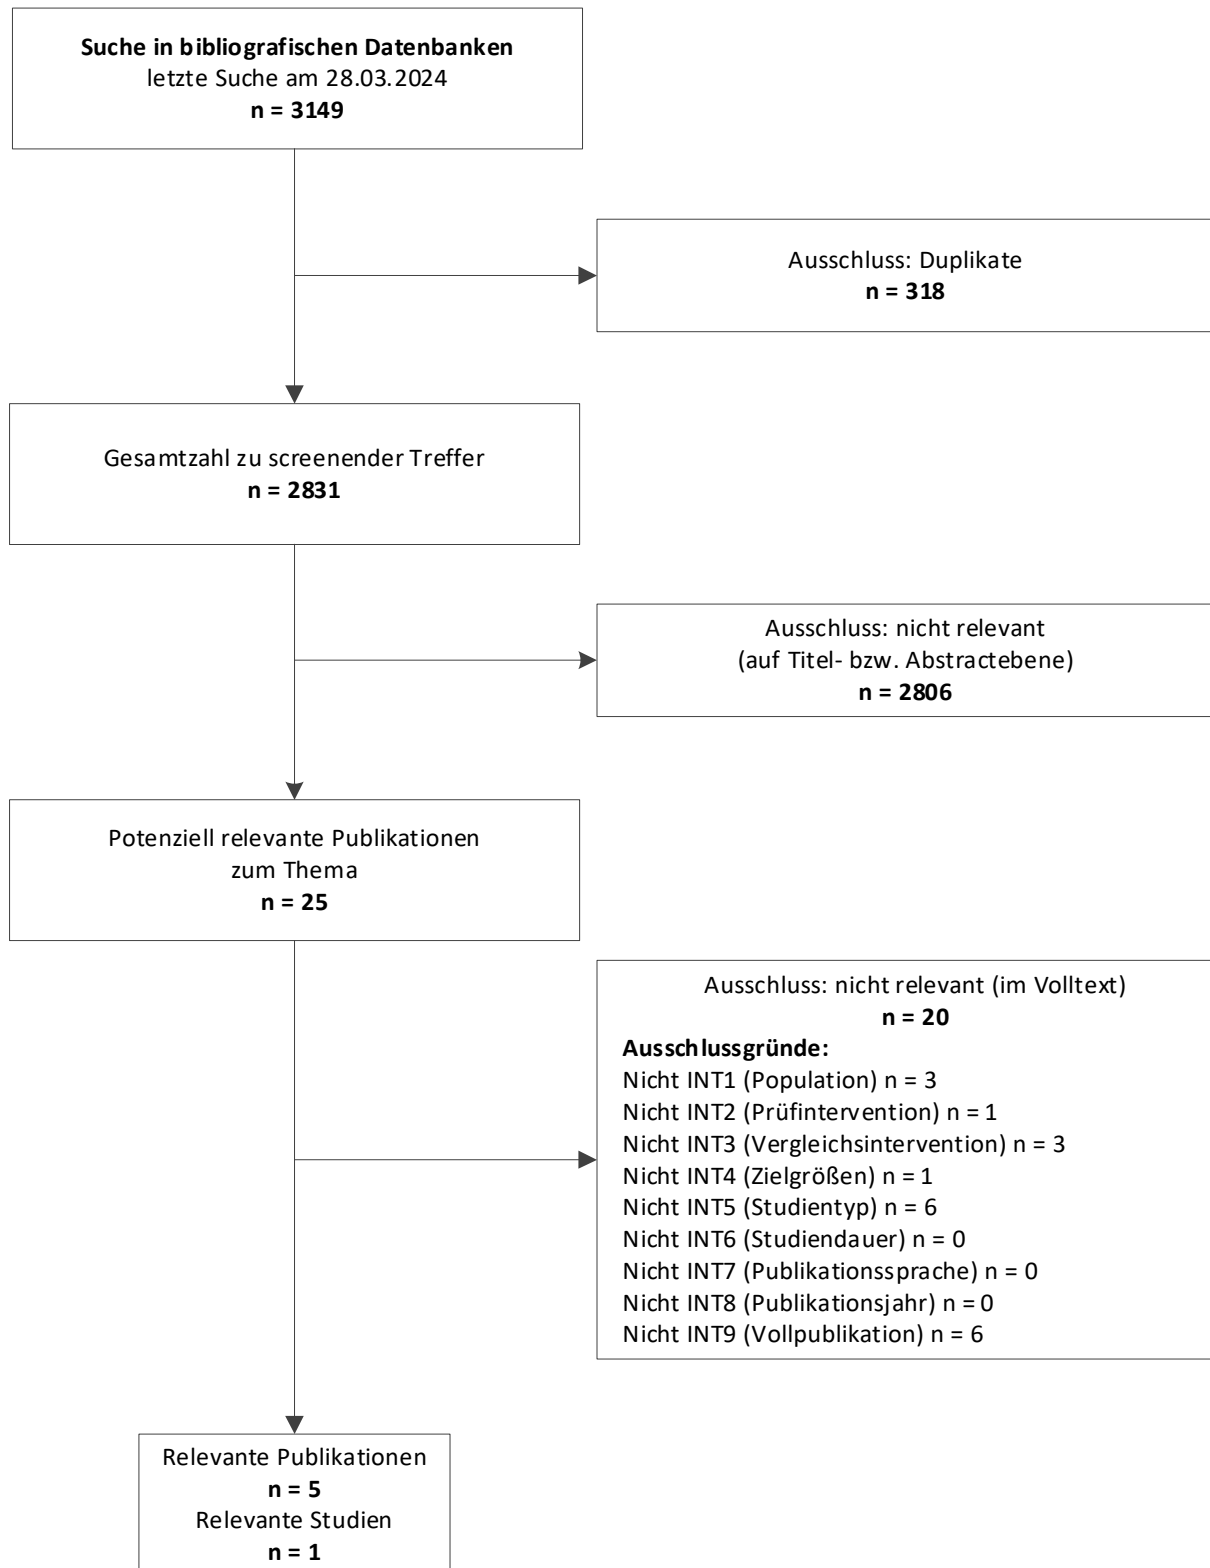 Suche in bibliografischen Datenbanken
letzte Suche am 28.03.2024
n = 3149
Ausschluss: Duplikate
n = 318
Gesamtzahl zu screenender Treffer
n = 2831
Ausschluss: nicht relevant
(auf Titel- bzw. Abstractebene)
n = 2806
Potenziell relevante Publikationen
zum Thema
n = 25
Ausschluss: nicht relevant (im Volltext)
n = 20
Ausschlussgründe:
Nicht INT1 (Population) n = 3
Nicht INT2 (Prüfintervention) n = 1
Nicht INT3 (Vergleichsintervention) n = 3
Nicht INT4 (Zielgrößen) n = 1
Nicht INT5 (Studientyp) n = 6
Nicht INT6 (Studiendauer) n = 0
Nicht INT7 (Publikationssprache) n = 0
Nicht INT8 (Publikationsjahr) n = 0
Nicht INT9 (Vollpublikation) n = 6
Relevante Publikationen
n = 5
Relevante Studien
n = 1